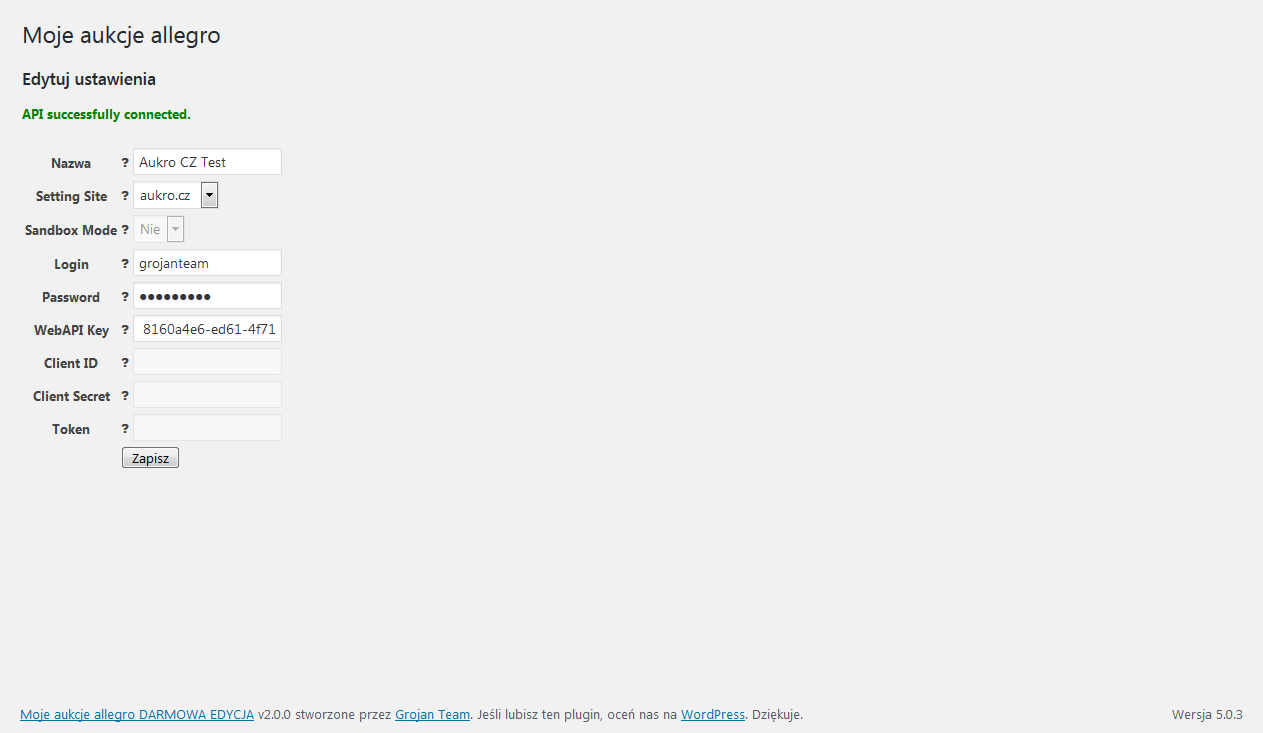 Moje aukcje allegro
Edytuj ustawienia
API successfully connected.
Nazwa ? Aukro CZ Test
Setting Site ? aukro.cz
Sandbox Mode ? Nie
Login ? grojanteam
Password ? ●●●●●●●●●
WebAPI Key ? 8160a4e6-ed61-4f71
Client ID ?
Client Secret ?
Token ?
Zapisz
Moje aukcje allegro DARMOWA EDYCJA v2.0.0 stworzone przez Grojan Team. Jeśli lubisz ten plugin, oceń nas na WordPress. Dziękuje. Wersja 5.0.3